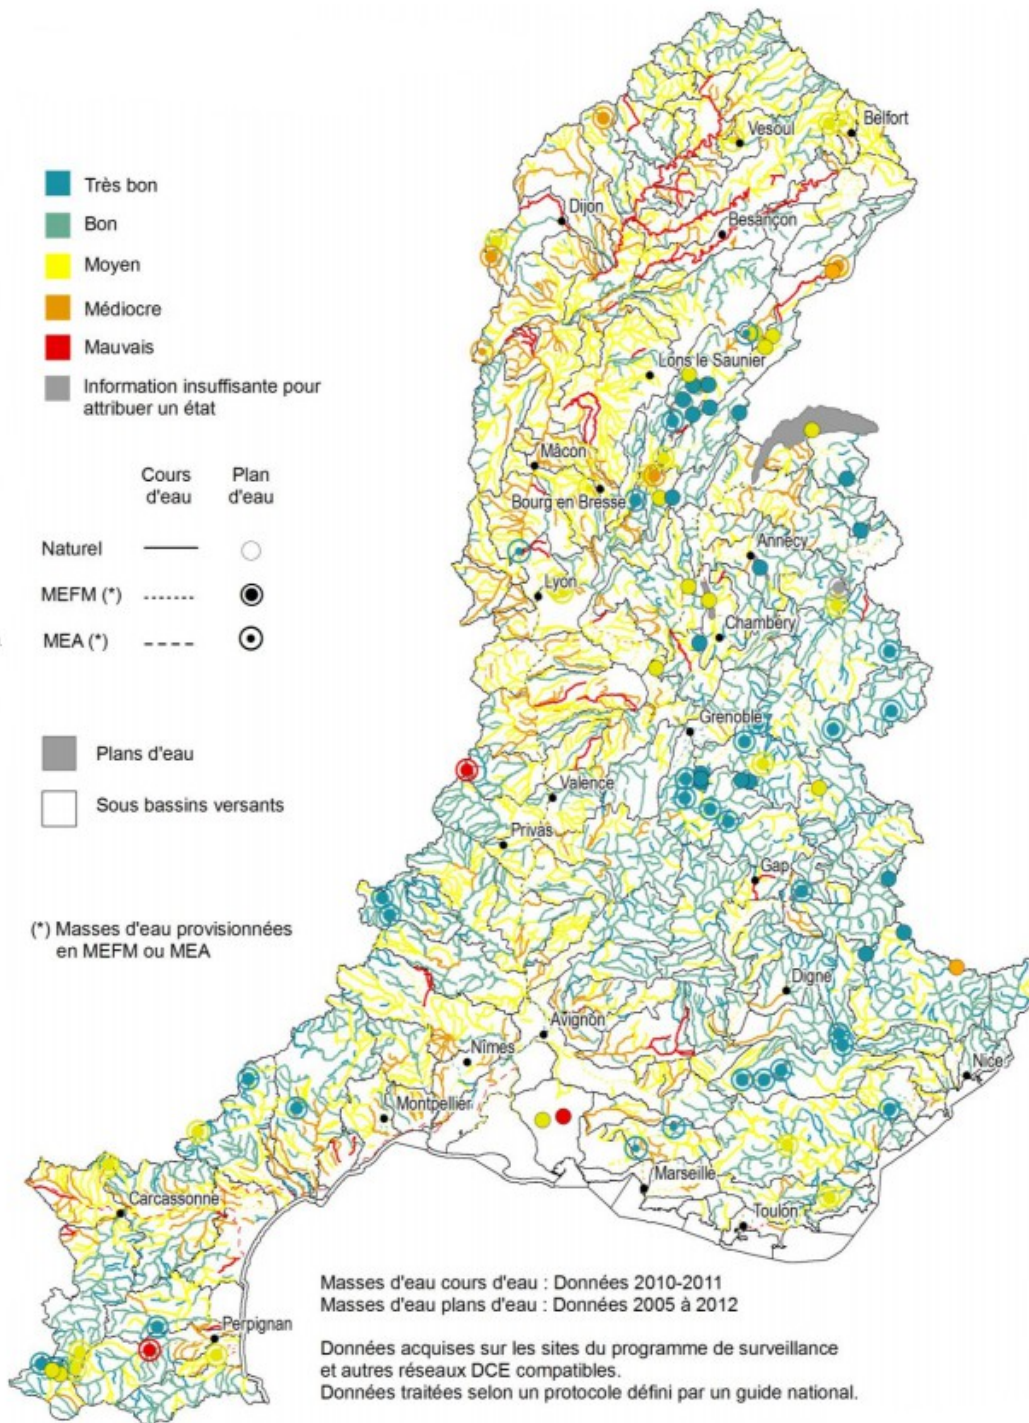 Très bon
Bon
Moyen
Médiocre
Mauvais
Information insuffisante pour
attribuer un état
Cours
d'eau
Plan
d'eau
Naturel
MEFM (*)
MEA (*)
Plans d'eau
Sous bassins versants
(*) Masses d'eau provisionnées
en MEFM ou MEA
Belfort
Vesoul
Dijon
Besançon
Lons le Saunier
Mâcon
Bourg en Bresse
Annecy
Lyon
Chambéry
Grenoble
Valence
Privas
Gap
Digne
Avignon
Nîmes
Nice
Montpellier
Marseille
Carcassonne
Toulon
Perpignan
Masses d'eau cours d'eau : Données 2010-2011
Masses d'eau plans d'eau : Données 2005 à 2012
Données acquises sur les sites du programme de surveillance
et autres réseaux DCE compatibles.
Données traitées selon un protocole défini par un guide national.